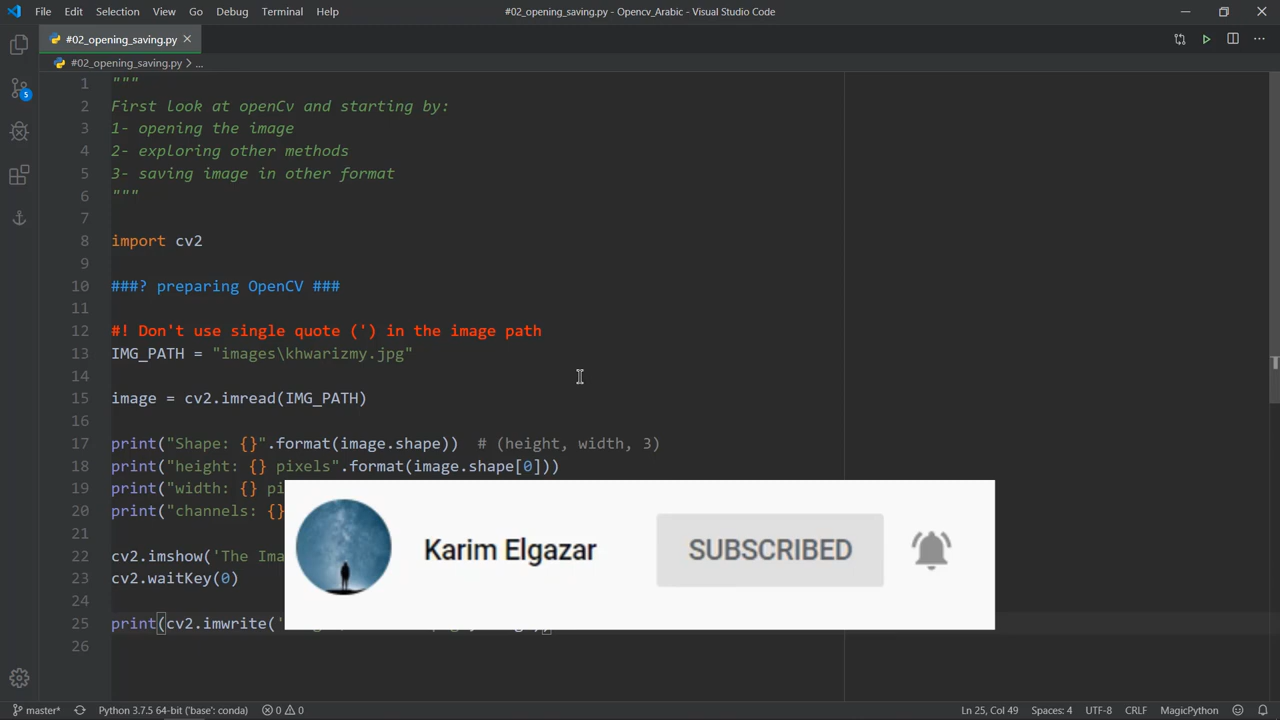 File Edit Selection View Go Debug Terminal Help
#02_opening_saving.py - Opencv_Arabic - Visual Studio Code
#02_opening_saving.py
#02_opening_saving.py > ...
1 """
2 First look at openCv and starting by:
3 1- opening the image
4 2- exploring other methods
5 3- saving image in other format
6 """
7
8 import cv2
9
10 ###? preparing OpenCV ###
11
12 #! Don't use single quote (') in the image path
13 IMG_PATH = "images\khwarizmy.jpg"
14
15 image = cv2.imread(IMG_PATH)
16
17 print("Shape: {}".format(image.shape)) # (height, width, 3)
18 print("height: {} pixels".format(image.shape[0]))
19 print("width: {} pi
20 print("channels: {}
21
22 cv2.imshow('The Ima
23 cv2.waitKey(0)
24
25 print(cv2.imwrite('
26
Karim Elgazar
SUBSCRIBED
5
master* Python 3.7.5 64-bit ('base': conda) 0 0 Ln 25, Col 49 Spaces: 4 UTF-8 CRLF MagicPython